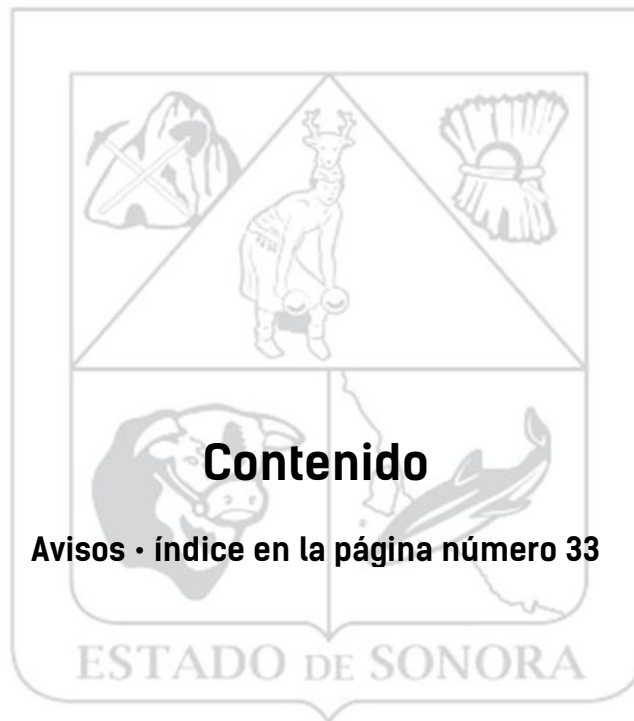 Contenido
Avisos • índice en la página número 33
ESTADO DE SONORA